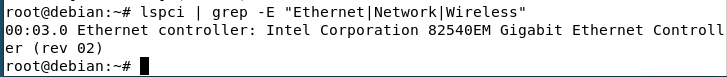 root@debian:~# lspci | grep -E "Ethernet|Network|Wireless"
00:03.0 Ethernet controller: Intel Corporation 82540EM Gigabit Ethernet Controll
er (rev 02)
root@debian:~#